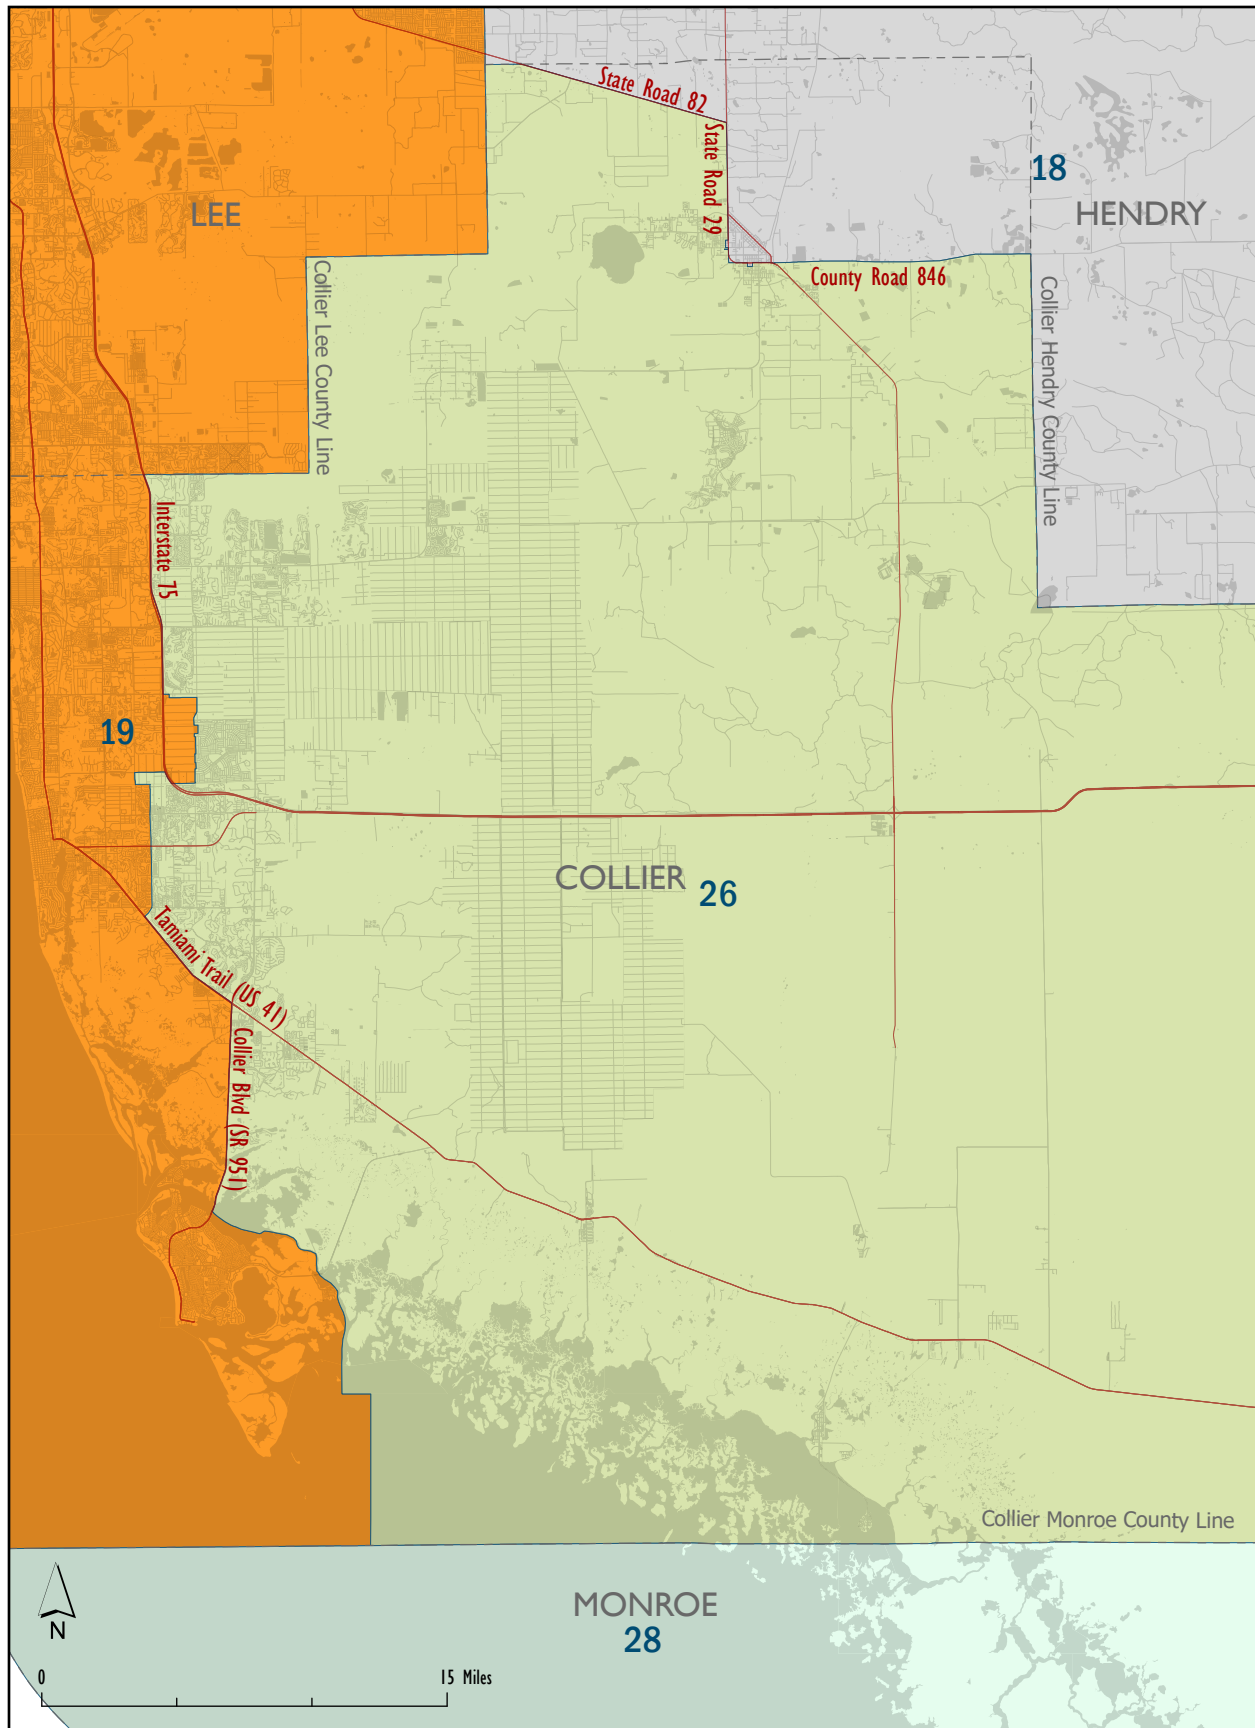 State Road 82
State Road 29
18
LEE
HENDRY
County Road 846
Collier Lee County Line
Collier Hendry County Line
Interstate 75
19
COLLIER
26
Tamiami Trail (US 41)
Collier Blvd (SR 951)
Collier Monroe County Line
MONROE
28
N
0
15 Miles